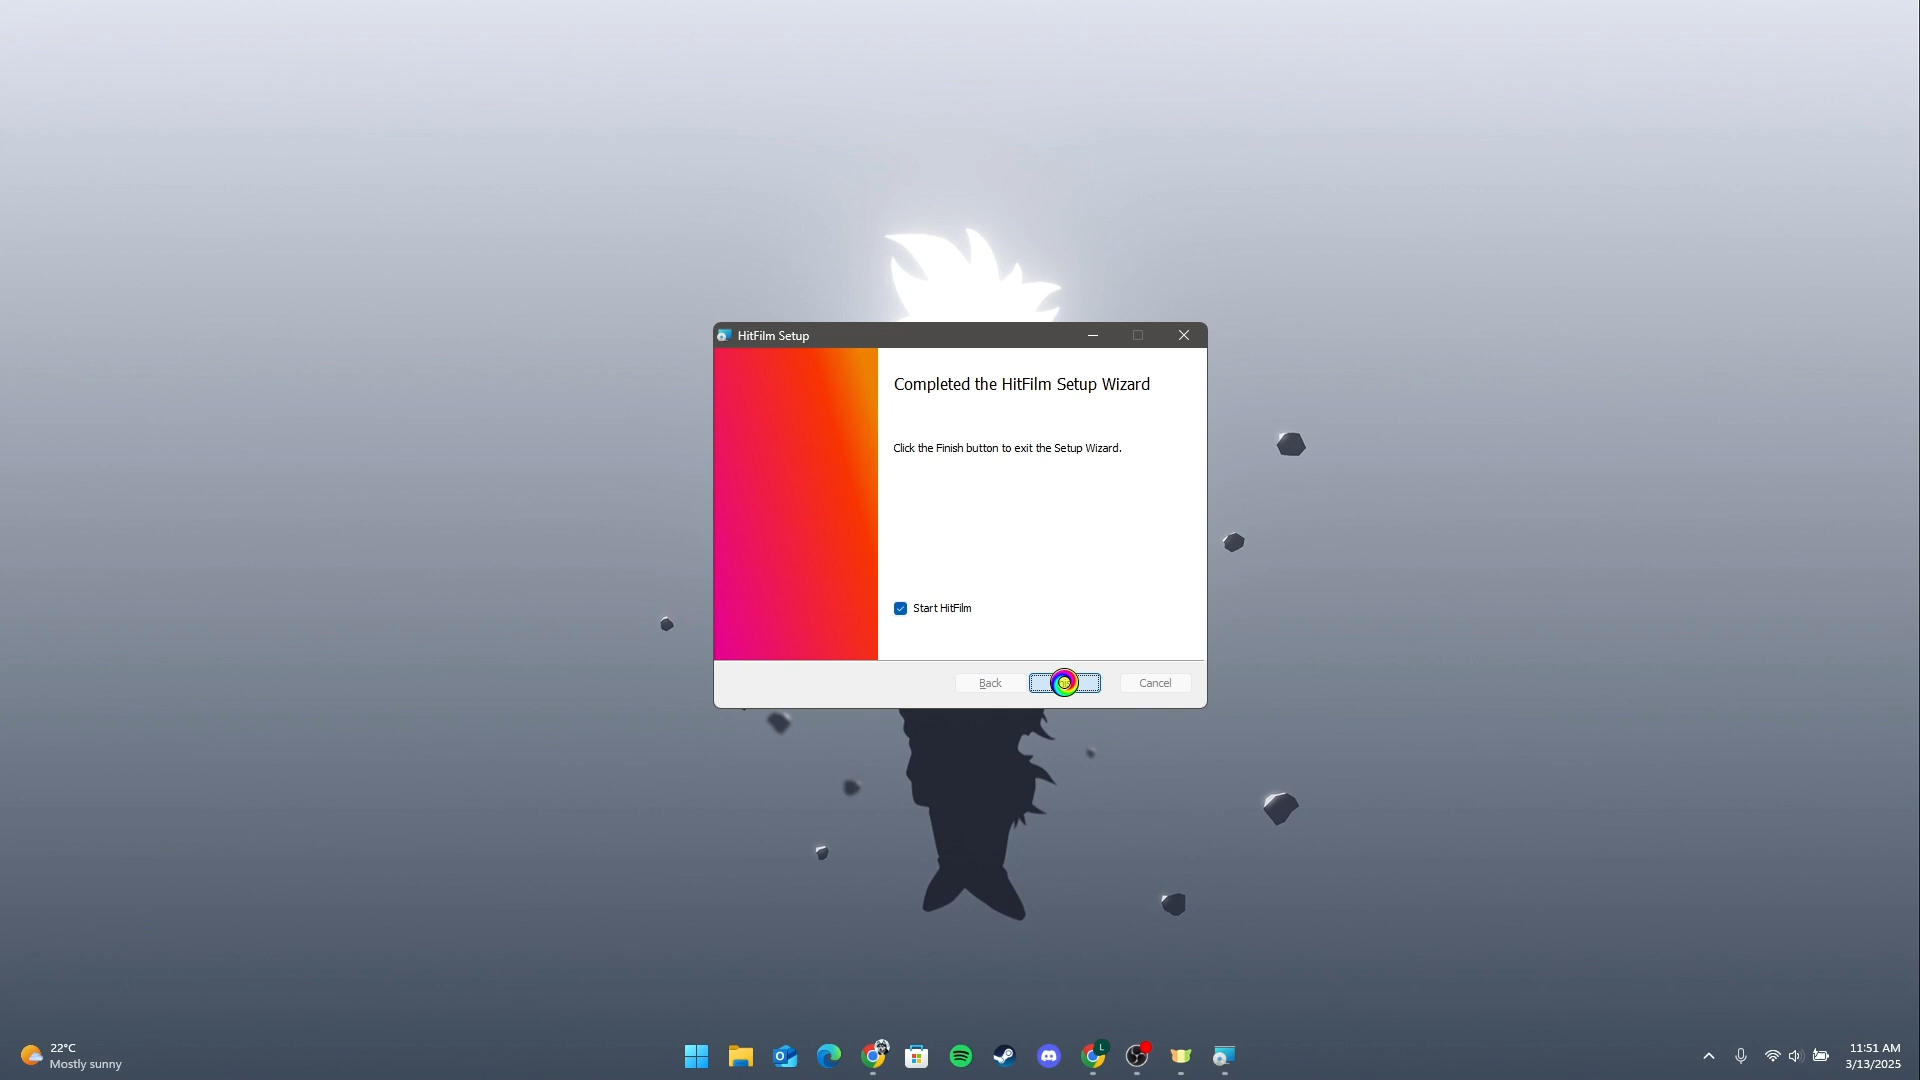 HitFilm Setup
Completed the HitFilm Setup Wizard
Click the Finish button to exit the Setup Wizard.
Start HitFilm
Back
Cancel
22°C
Mostly sunny
L
11:51 AM
3/13/2025